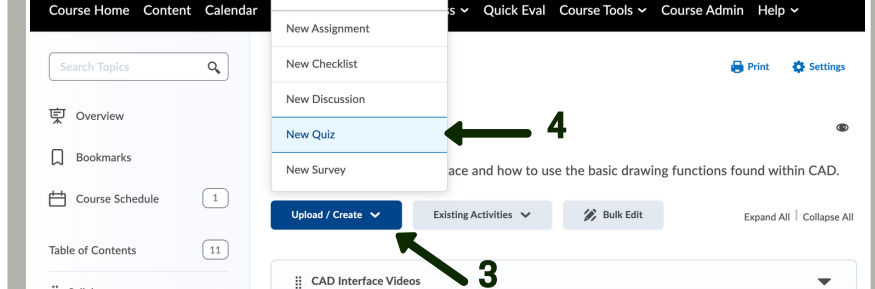 Course Home Content Calendar
Quick Eval Course Tools Course Admin Help
New Assignment
New Checklist
New Discussion
New Quiz
New Survey
4
Search Topics
Print Settings
Overview
Bookmarks
Course Schedule 1
Table of Contents 11
and how to use the basic drawing functions found within CAD.
Upload / Create Existing Activities Bulk Edit Expand All Collapse All
3
CAD Interface Videos